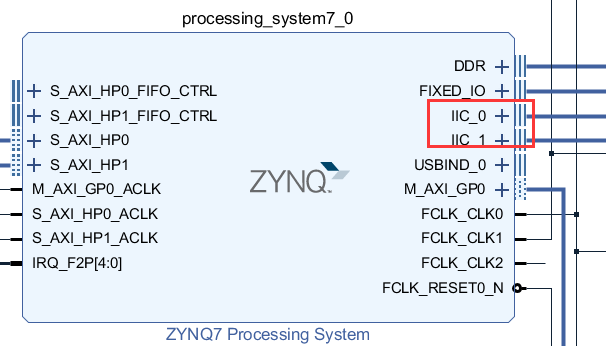 processing_system7_0
DDR
S_AXI_HP0_FIFO_CTRL FIXED_IO
S_AXI_HP1_FIFO_CTRL IIC_0
S_AXI_HP0 IIC_1
S_AXI_HP1 USBIND_0
M_AXI_GP0_ACLK M_AXI_GP0
S_AXI_HP0_ACLK FCLK_CLK0
S_AXI_HP1_ACLK FCLK_CLK1
IRQ_F2P[4:0] FCLK_CLK2
FCLK_RESET0_N
ZYNQ
ZYNQ7 Processing System